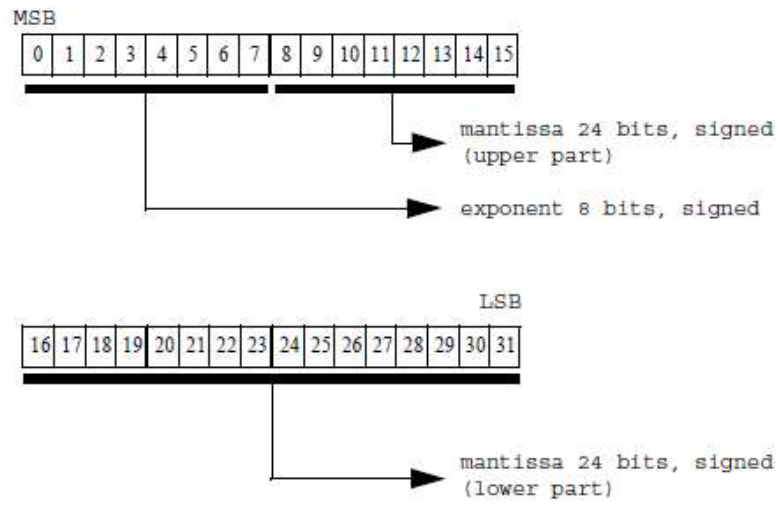 MSB
0 1 2 3 4 5 6 7 8 9 10 11 12 13 14 15
mantissa 24 bits, signed
(upper part)
exponent 8 bits, signed
LSB
16 17 18 19 20 21 22 23 24 25 26 27 28 29 30 31
mantissa 24 bits, signed
(lower part)